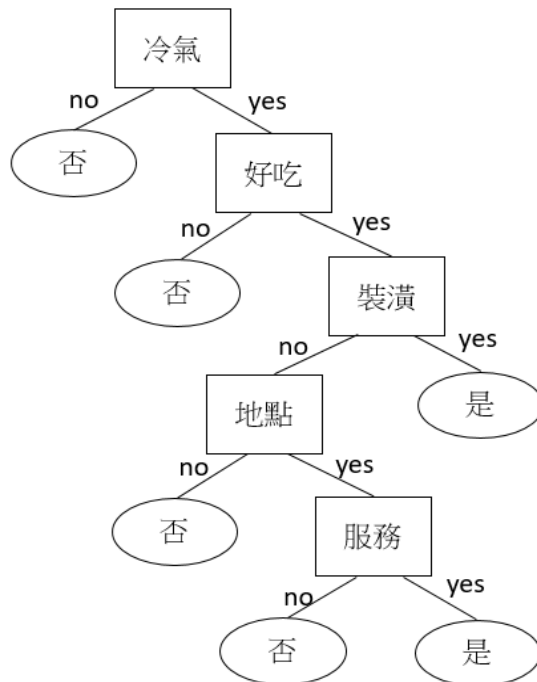 冷氣
no
yes
否
好吃
no
yes
否
裝潢
no
yes
地點
是
no
yes
否
服務
no
yes
否
是